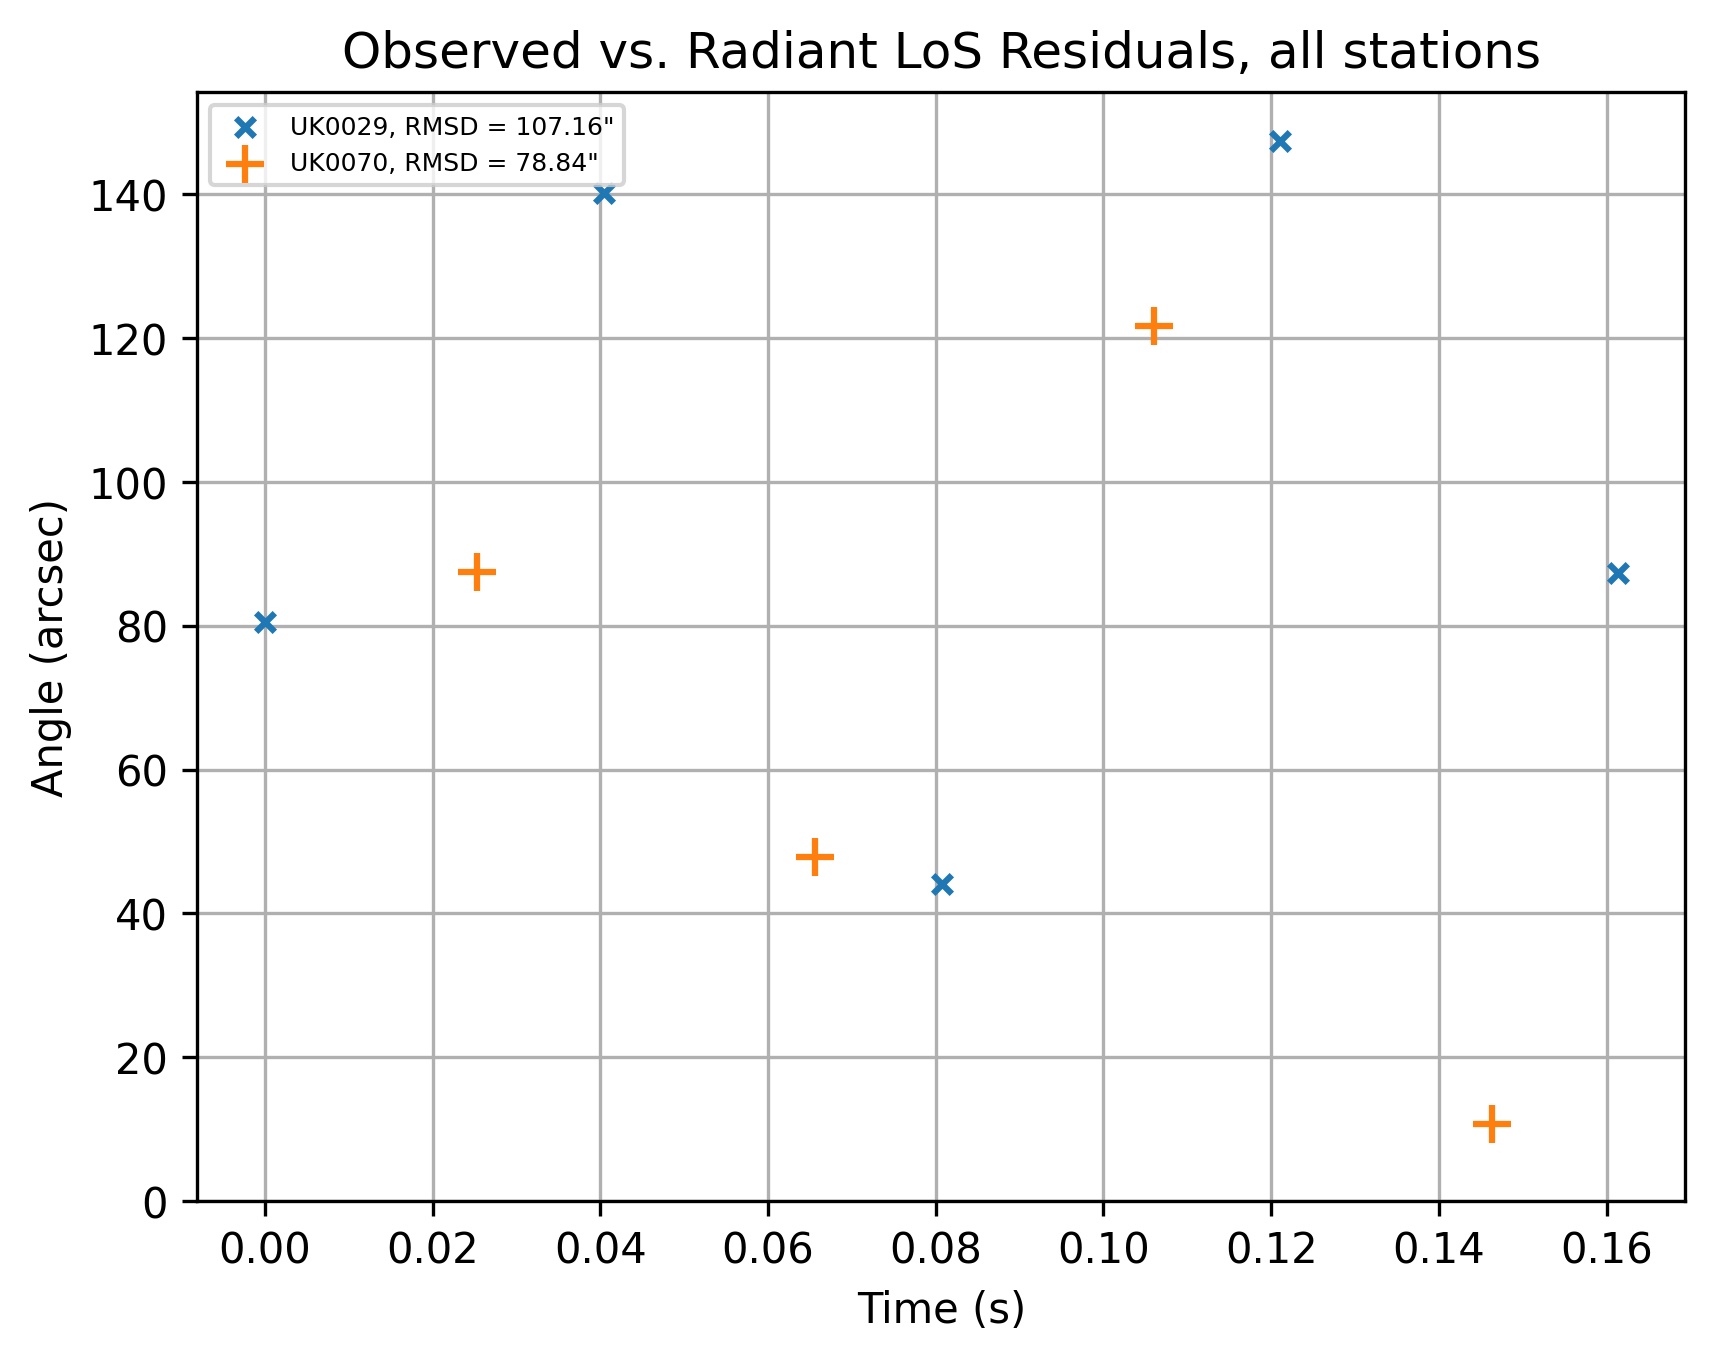 Observed vs. Radiant LoS Residuals, all stations
UK0029, RMSD = 107.16"
UK0070, RMSD = 78.84"
Angle (arcsec)
140
120
100
80
60
40
20
0
0.00 0.02 0.04 0.06 0.08 0.10 0.12 0.14 0.16
Time (s)